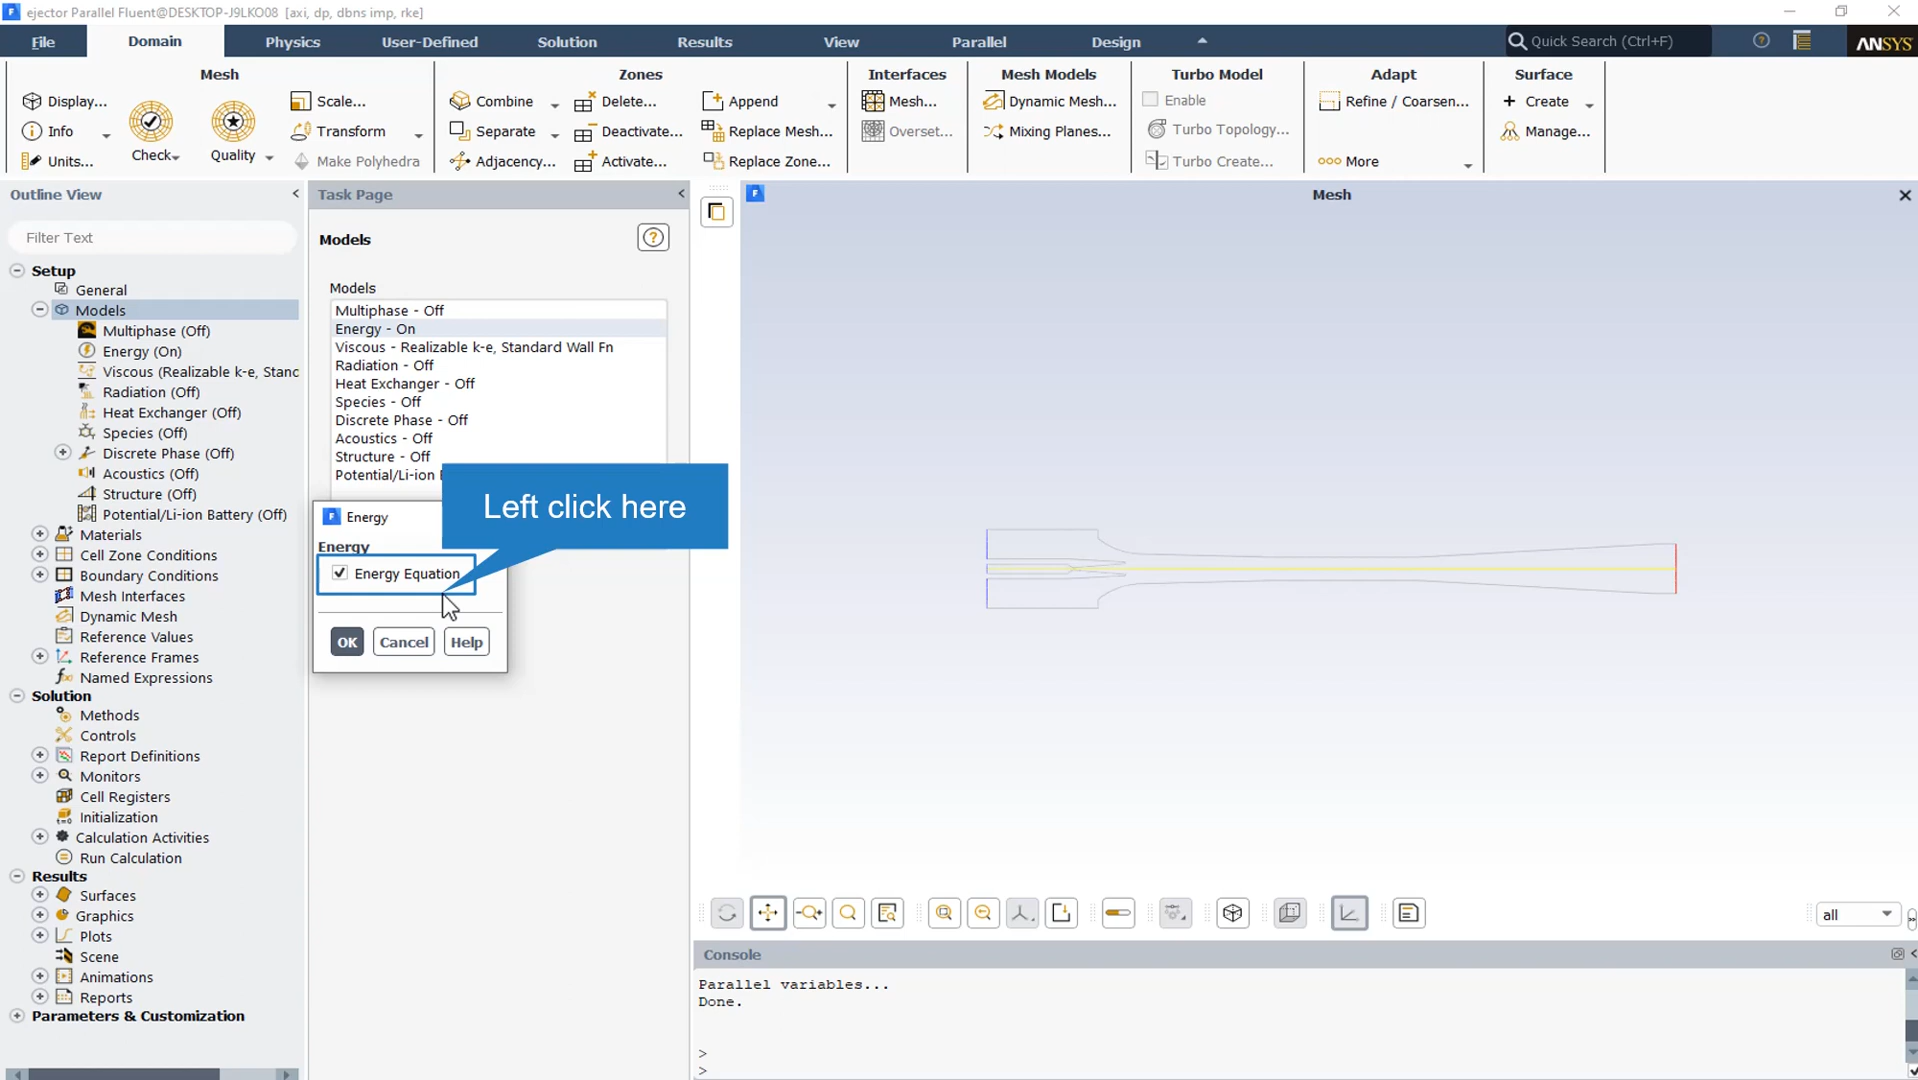 ejector Parallel Fluent@DESKTOP-J9LKO08 [axi, dp, dbns imp, rke]
File Domain Physics User-Defined Solution Results View Parallel Design Quick Search (Ctrl+F) ANSYS
Mesh Zones Interfaces Mesh Models Turbo Model Adapt Surface
Display... Scale... Combine Delete... Append Mesh... Dynamic Mesh... Enable Refine / Coarsen... Create
Info Transform Separate Deactivate... Replace Mesh... Overset... Mixing Planes... Turbo Topology... Manage...
Check Quality
Units... Make Polyhedra Adjacency... Activate... Replace Zone... Turbo Create... More
Outline View
Filter Text
Setup
General
Models
Multiphase (Off)
Energy (On)
Viscous (Realizable k-e, Stand
Radiation (Off)
Heat Exchanger (Off)
Species (Off)
Discrete Phase (Off)
Acoustics (Off)
Structure (Off)
Potential/Li-ion Battery (Off)
Materials
Cell Zone Conditions
Boundary Conditions
Mesh Interfaces
Dynamic Mesh
Reference Values
Reference Frames
Named Expressions
Solution
Methods
Controls
Report Definitions
Monitors
Cell Registers
Initialization
Calculation Activities
Run Calculation
Results
Surfaces
Graphics
Plots
Scene
Animations
Reports
Parameters & Customization
Task Page
Models
Models
Multiphase - Off
Energy - On
Viscous - Realizable k-e, Standard Wall Fn
Radiation - Off
Heat Exchanger - Off
Species - Off
Discrete Phase - Off
Acoustics - Off
Structure - Off
Potential/Li-ion
Left click here
Energy
Energy
Energy Equation
OK Cancel Help
Mesh
all
Console
Parallel variables...
Done.
>
>